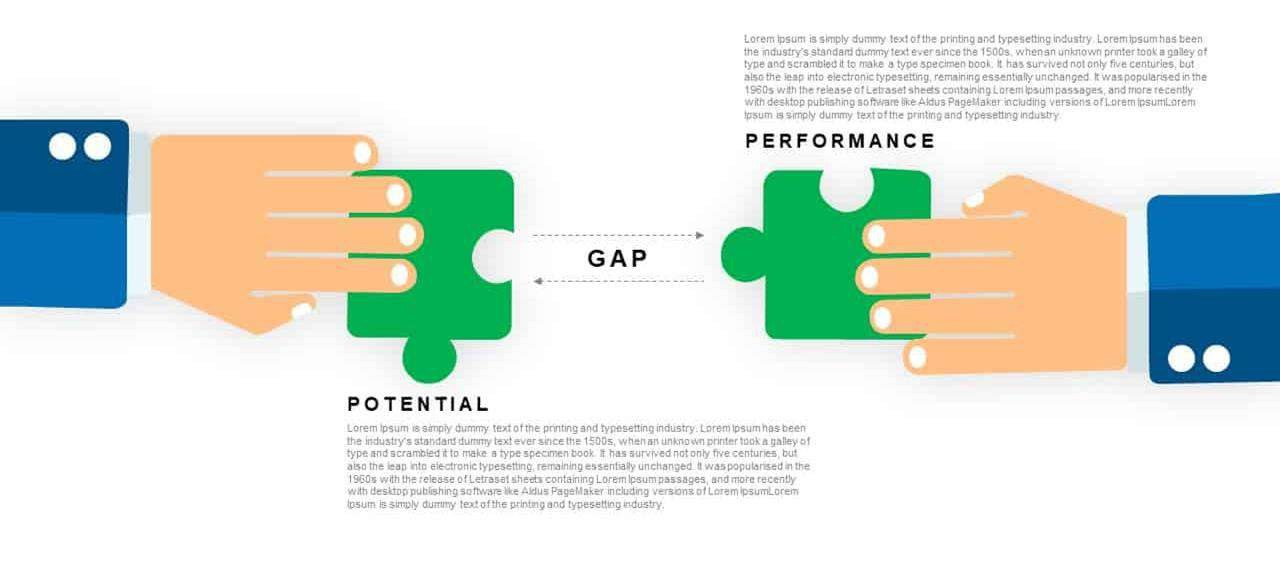 Lorem Ipsum is simply dummy text of the printing and typesetting industry. Lorem Ipsum has been
the industry's standard dummy text ever since the 1500s, when an unknown printer took a galley of
type and scrambled it to make a type specimen book. It has survived not only five centuries, but
also the leap into electronic typesetting, remaining essentially unchanged. It was popularised in the
1960s with the release of Letraset sheets containing Lorem Ipsum passages, and more recently
with desktop publishing software like Aldus PageMaker including versions of Lorem IpsumLorem
Ipsum is simply dummy text of the printing and typesetting industry.
PERFORMANCE
GAP
POTENTIAL
Lorem Ipsum is simply dummy text of the printing and typesetting industry. Lorem Ipsum has been
the industry's standard dummy text ever since the 1500s, when an unknown printer took a galley of
type and scrambled it to make a type specimen book. It has survived not only five centuries, but
also the leap into electronic typesetting, remaining essentially unchanged. It was popularised in the
1960s with the release of Letraset sheets containing Lorem Ipsum passages, and more recently
with desktop publishing software like Aldus PageMaker including versions of Lorem IpsumLorem
Ipsum is simply dummy text of the printing and typesetting industry.